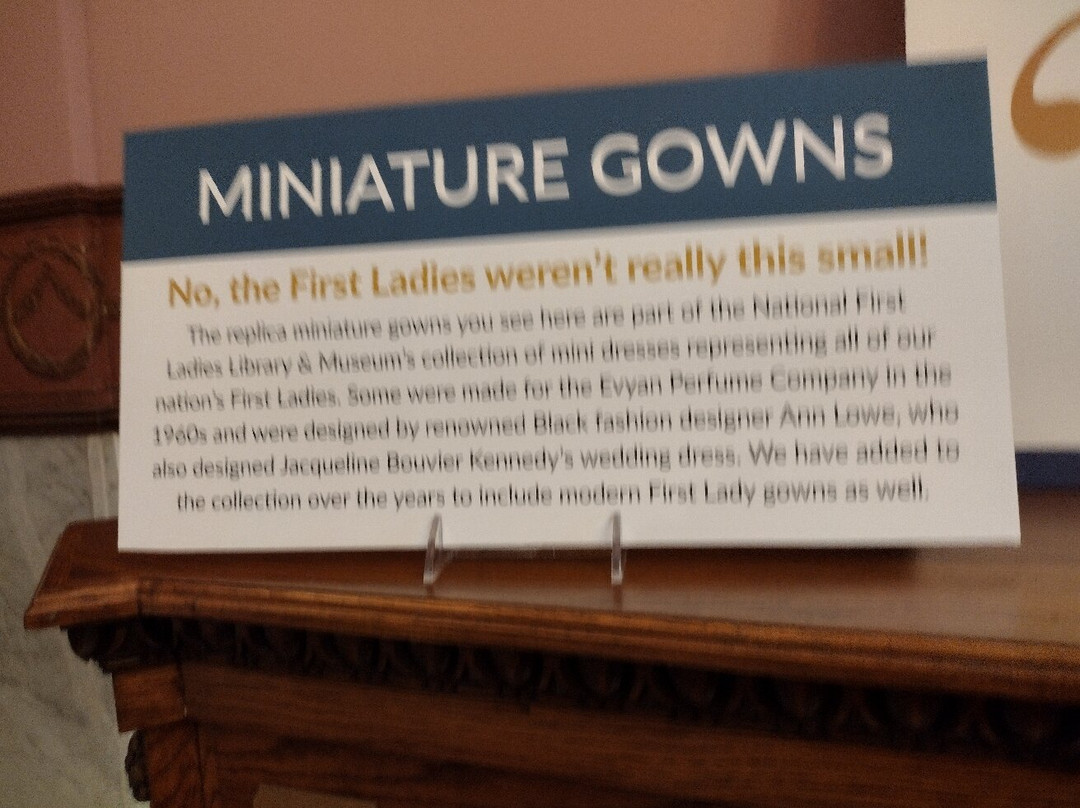 MINIATURE GOWNS
No, the First Ladies weren't really this small!
The replica miniature gowns you see here are part of the National First
Ladies Library & Museum's collection of mini dresses representing all of our
nation's First Ladies. Some were made for the Evyan Perfume Company in the
1960s and were designed by renowned Black fashion designer Ann Lowe, who
also designed Jacqueline Bouvier Kennedy's wedding dress. We have added to
the collection over the years to include modern First Lady gowns as well.